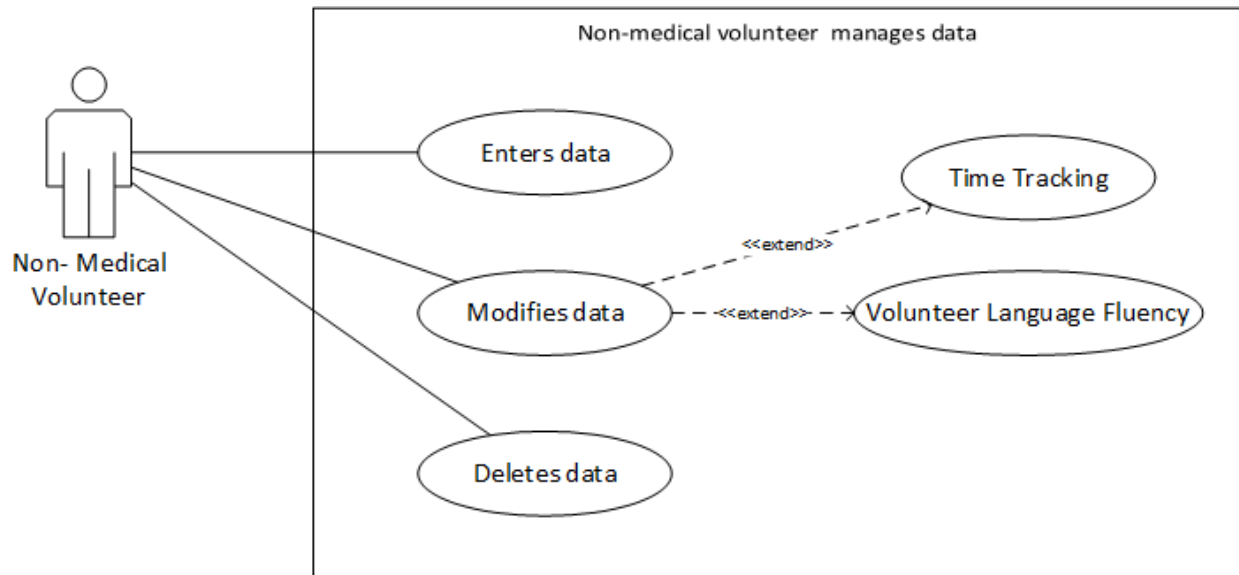 Non-medical volunteer manages data
Enters data
Time Tracking
<<extend>>
Non- Medical
Volunteer
Modifies data
<<extend>>
Volunteer Language Fluency
Deletes data